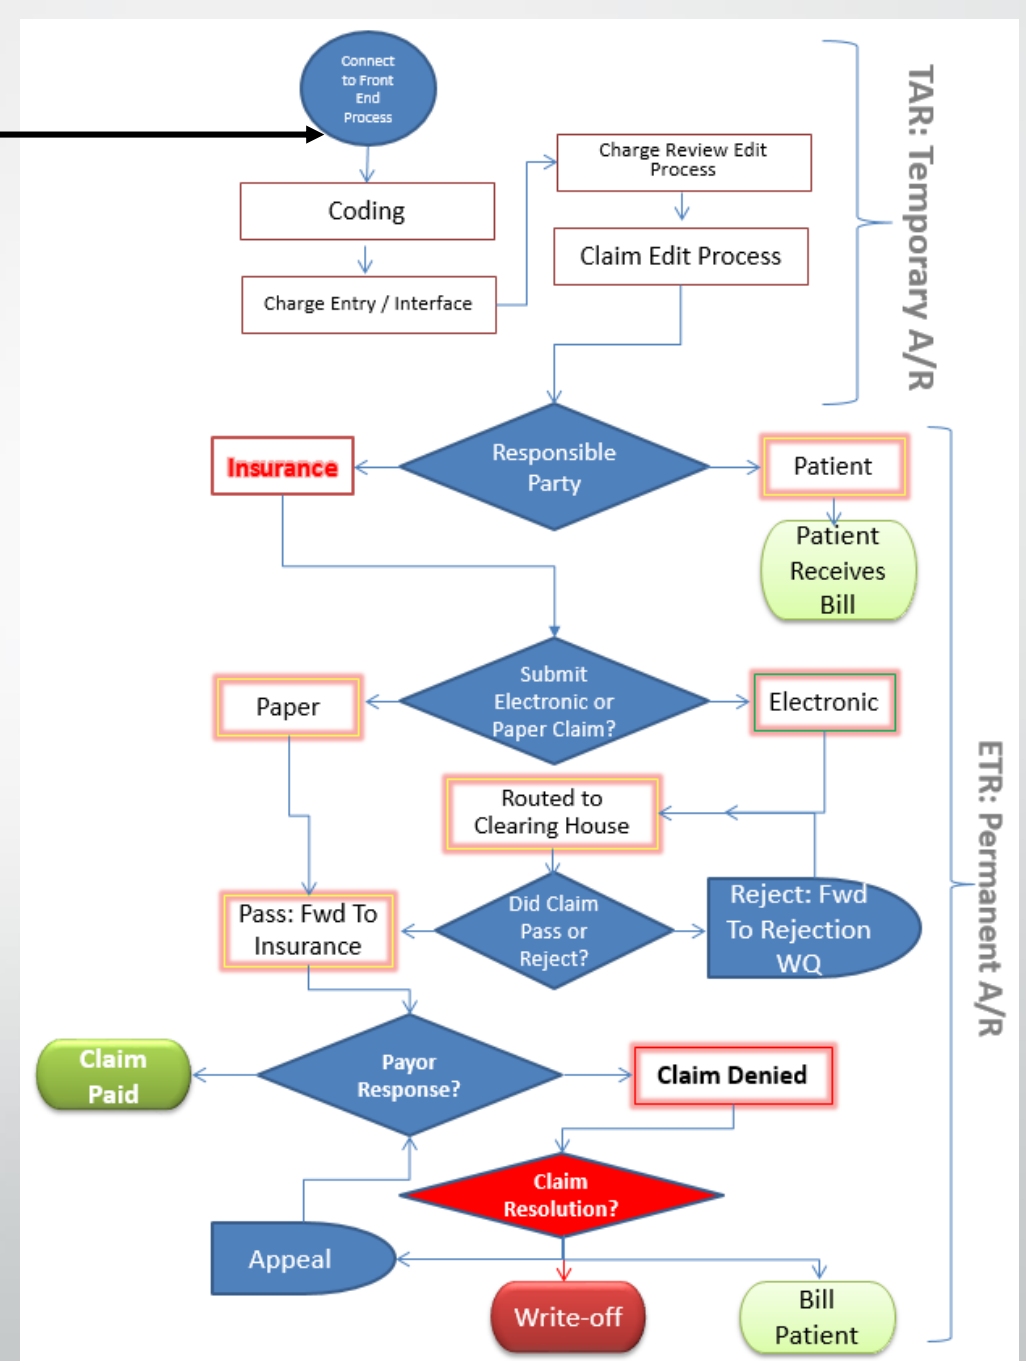 Connect
to Front
End
Process
TAR: Temporary A/R
Charge Review Edit
Process
Coding
Claim Edit Process
Charge Entry / Interface
Responsible
Party
Insurance
Patient
Patient
Receives
Bill
Submit
Electronic or
Paper Claim?
Paper
Electronic
ETR: Permanent A/R
Routed to
Clearing House
Did Claim
Pass or
Reject?
Pass: Fwd To
Insurance
Reject: Fwd
To Rejection
WQ
Payor
Response?
Claim
Paid
Claim Denied
Claim
Resolution?
Appeal
Write-off
Bill
Patient